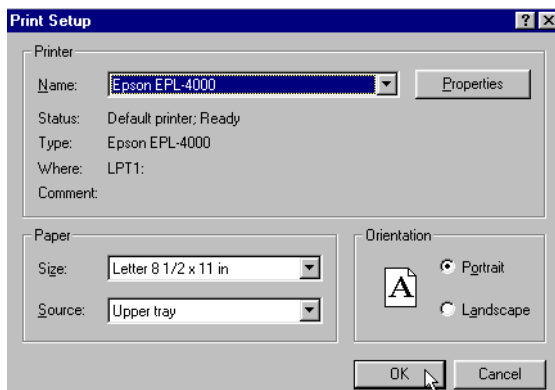 Print Setup
Printer
Name: Epson EPL-4000 Properties
Status: Default printer; Ready
Type: Epson EPL-4000
Where: LPT1:
Comment:
Paper
Size: Letter 8 1/2 x 11 in
Source: Upper tray
Orientation
A
Portrait
Landscape
OK Cancel